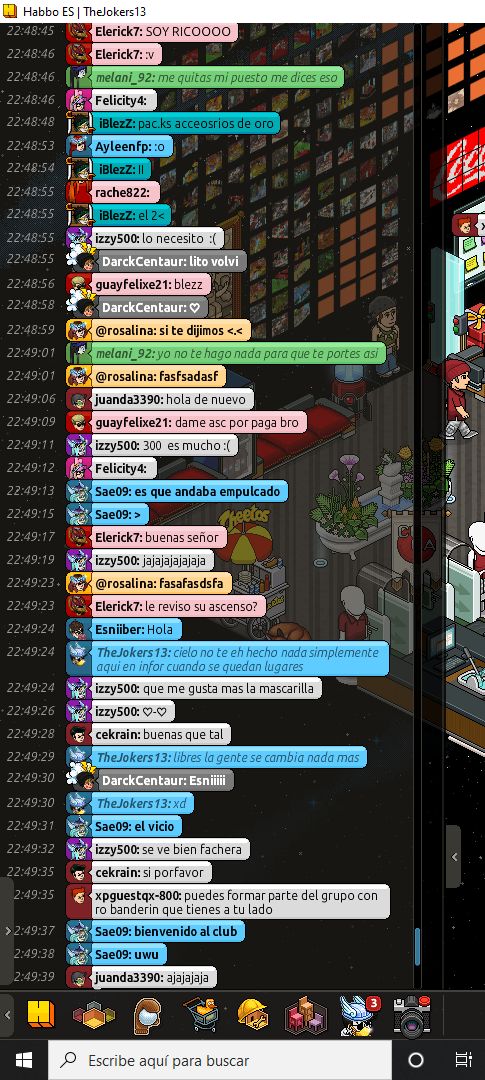 Habbo ES | TheJokers13
22:48:45 Elerick7: SOY RICOOOO
22:48:46 Elerick7: :v
22:48:46 melani_92: me quitas mi puesto me dices eso
22:48:46 Felicity4:
22:48:48 iBlezZ: pac.ks acceosrios de oro
22:48:53 Ayleenfp: :o
22:48:54 iBlezZ: !!
22:48:55 rache822:
22:48:55 iBlezZ: el 2<
22:48:55 izzy500: lo necesito :(
22:48:55 DarckCentaur: lito volvi
22:48:56 guayfelixe21: blezz
22:48:58 DarckCentaur: ♡
22:48:59 @rosalina: si te dijimos <.<
22:49:01 melani_92: yo no te hago nada para que te portes asi
22:49:01 @rosalina: fasfsadasf
22:49:06 juanda3390: hola de nuevo
22:49:09 guayfelixe21: dame asc por paga bro
22:49:11 izzy500: 300 es mucho :(
22:49:12 Felicity4:
22:49:13 Sae09: es que andaba empulcado
22:49:15 Sae09: >
22:49:17 Elerick7: buenas señor
22:49:19 izzy500: jajajajajaja
22:49:23 @rosalina: fasafasdsfa
22:49:23 Elerick7: le reviso su ascenso?
22:49:24 Esniiber: Hola
22:49:24 TheJokers13: cielo no te eh hecho nada simplemente
aqui en infor cuando se quedan lugares
22:49:24 izzy500: que me gusta mas la mascarilla
22:49:26 izzy500: ♡-♡
22:49:28 cekrain: buenas que tal
22:49:29 TheJokers13: libres la gente se cambia nada mas
22:49:30 DarckCentaur: Esniiiii
22:49:30 TheJokers13: xd
22:49:31 Sae09: el vicio
22:49:32 izzy500: se ve bien fachera
22:49:35 cekrain: si porfavor
22:49:35 xpguestqx-800: puedes formar parte del grupo con
ro banderin que tienes a tu lado
22:49:37 Sae09: bienvenido al club
22:49:38 Sae09: uwu
22:49:39 juanda3390: ajajajaja
Cheetos
3
Escribe aquí para buscar